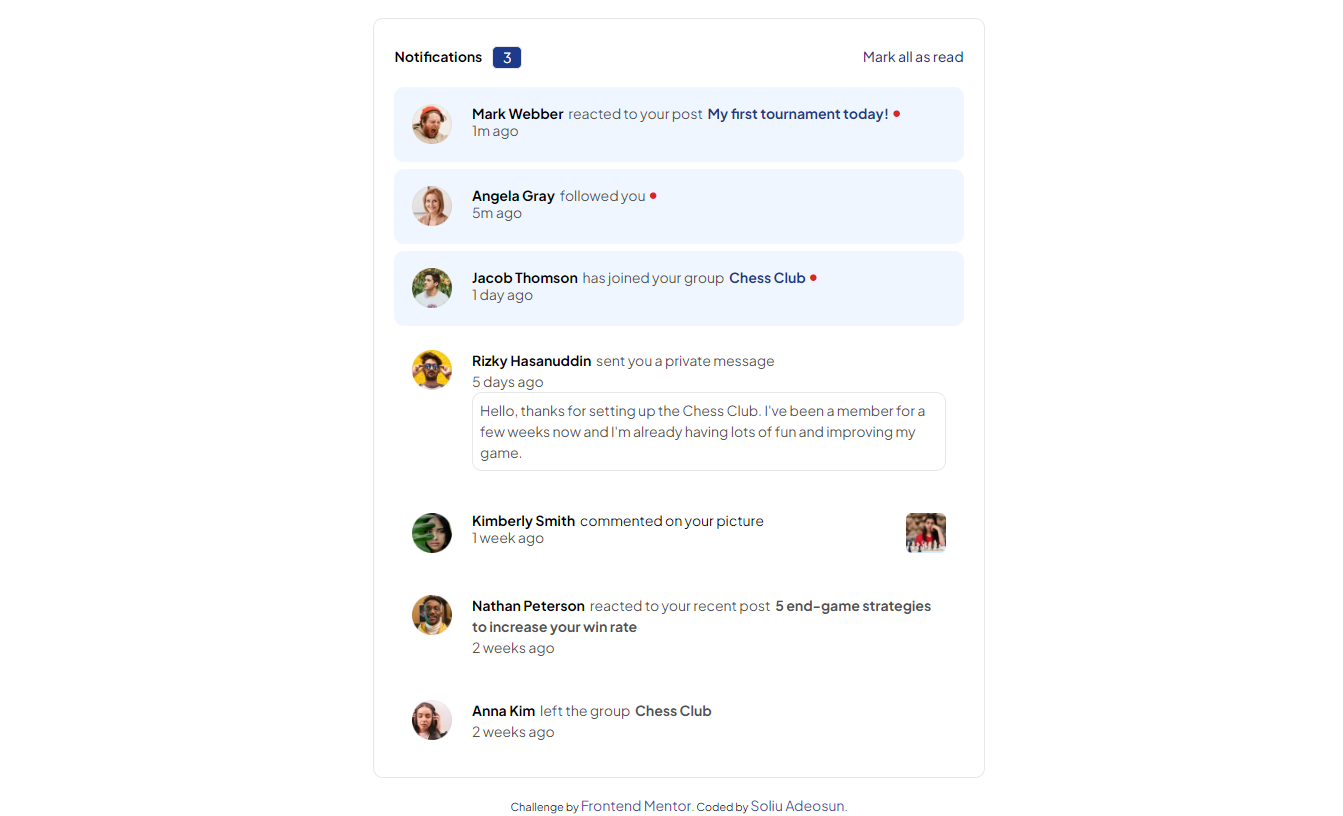 Notifications 3 Mark all as read
Mark Webber reacted to your post My first tournament today!
1m ago
Angela Gray followed you
5m ago
Jacob Thomson has joined your group Chess Club
1 day ago
Rizky Hasanuddin sent you a private message
5 days ago
Hello, thanks for setting up the Chess Club. I've been a member for a
few weeks now and I'm already having lots of fun and improving my
game.
Kimberly Smith commented on your picture
1 week ago
Nathan Peterson reacted to your recent post 5 end-game strategies
to increase your win rate
2 weeks ago
Anna Kim left the group Chess Club
2 weeks ago
Challenge by Frontend Mentor. Coded by Soliu Adeosun.